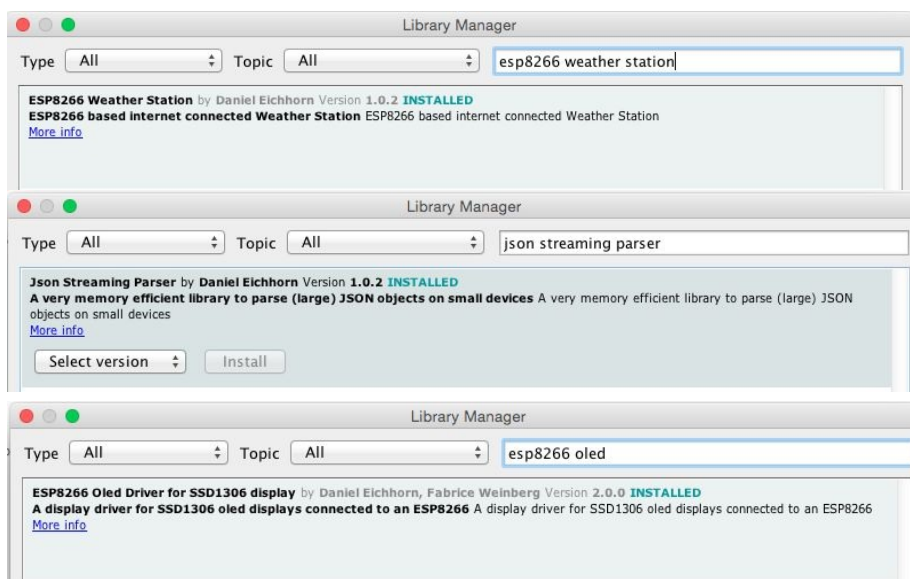 Library Manager
Type All Topic All esp8266 weather station
ESP8266 Weather Station by Daniel Eichhorn Version 1.0.2 INSTALLED
ESP8266 based internet connected Weather Station ESP8266 based internet connected Weather Station
More info
Library Manager
Type All Topic All json streaming parser
Json Streaming Parser by Daniel Eichhorn Version 1.0.2 INSTALLED
A very memory efficient library to parse (large) JSON objects on small devices A very memory efficient library to parse (large) JSON
objects on small devices
More info
Select version Install
Library Manager
Type All Topic All esp8266 oled
ESP8266 Oled Driver for SSD1306 display by Daniel Eichhorn, Fabrice Weinberg Version 2.0.0 INSTALLED
A display driver for SSD1306 oled displays connected to an ESP8266 A display driver for SSD1306 oled displays connected to an ESP8266
More info